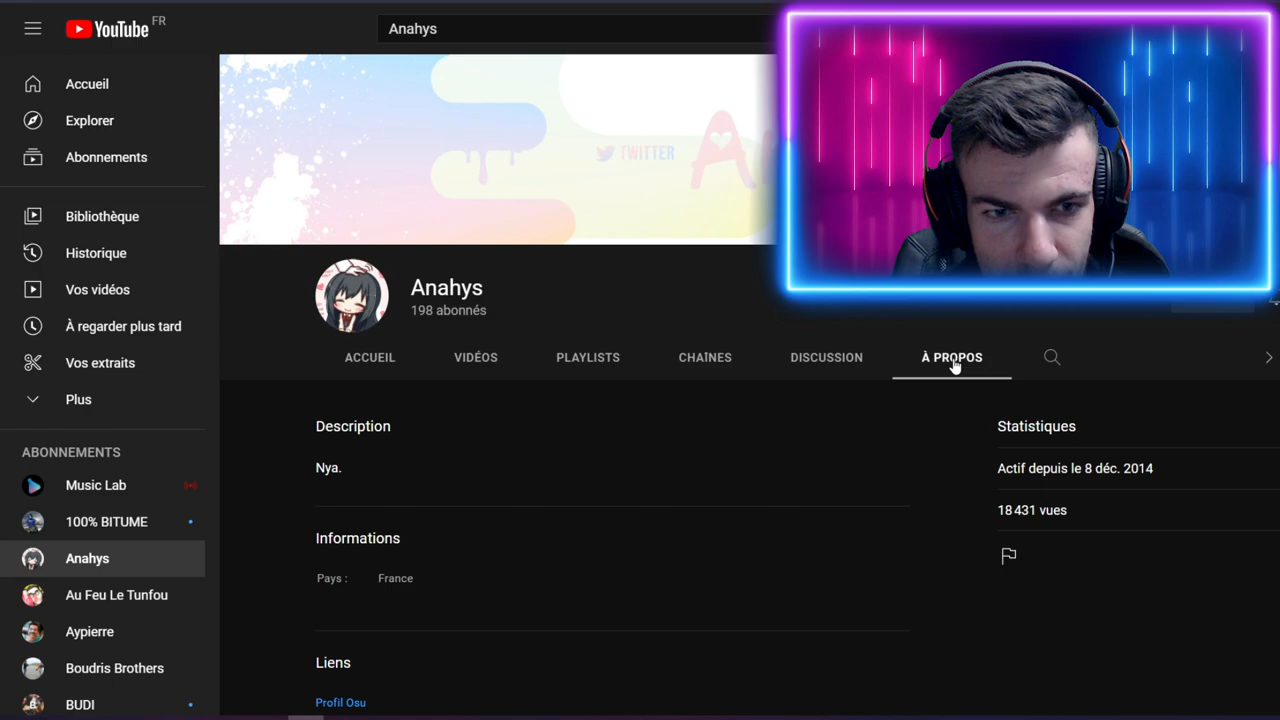 YouTube FR
Anahys
Accueil
Explorer
Abonnements
Bibliothèque
Historique
Vos vidéos
À regarder plus tard
Vos extraits
Plus
ABONNEMENTS
Music Lab
100% BITUME
Anahys
Au Feu Le Tunfou
Aypierre
Boudris Brothers
BUDI
TWITTER
Anahys
198 abonnés
ACCUEIL VIDÉOS PLAYLISTS CHAÎNES DISCUSSION À PROPOS
Description
Nya.
Informations
Pays : France
Liens
Profil Osu
Statistiques
Actif depuis le 8 déc. 2014
18 431 vues